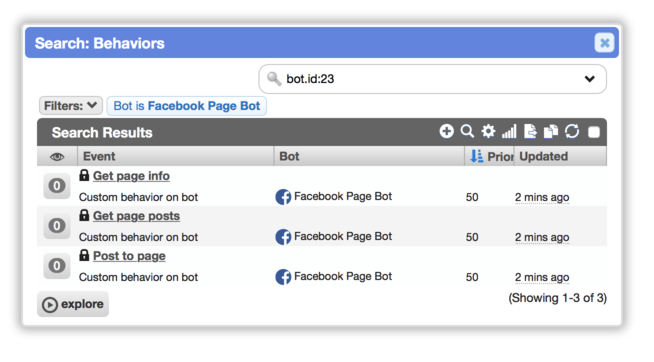 Search: Behaviors
bot.id:23
Filters: Bot is Facebook Page Bot
Search Results
Event Bot Prior Updated
0 Get page info
Custom behavior on bot Facebook Page Bot 50 2 mins ago
0 Get page posts
Custom behavior on bot Facebook Page Bot 50 2 mins ago
0 Post to page
Custom behavior on bot Facebook Page Bot 50 2 mins ago
explore (Showing 1-3 of 3)